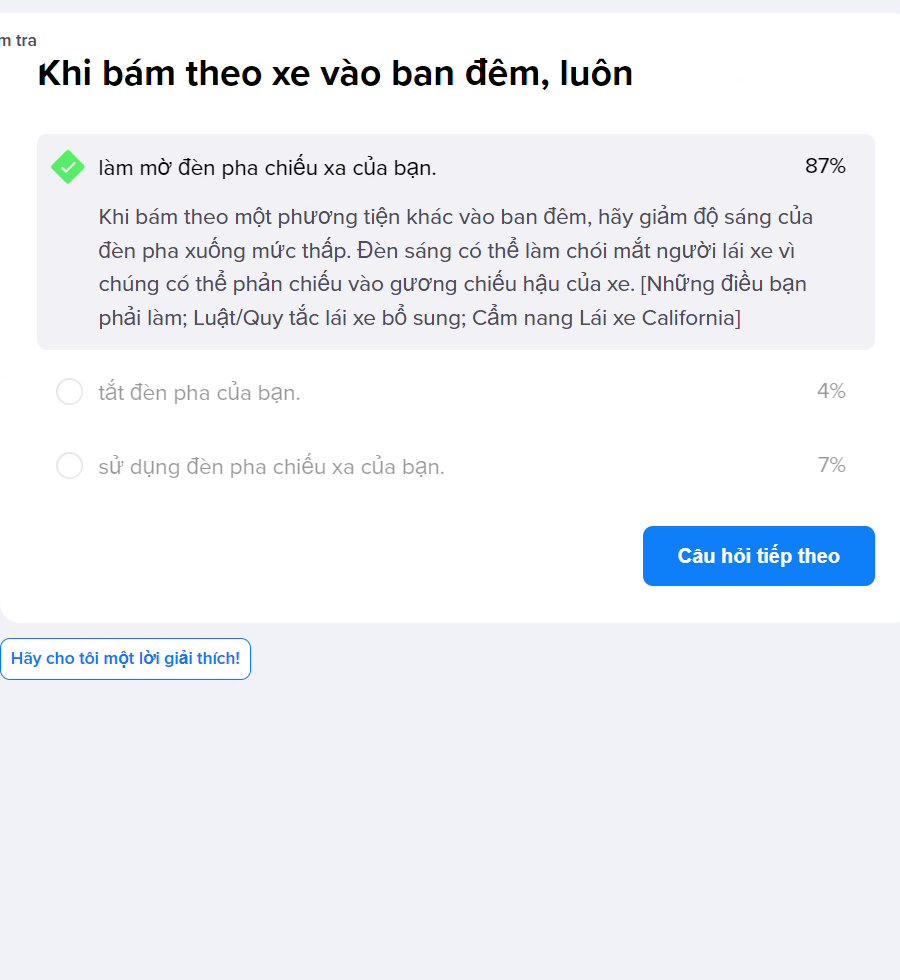 m tra
Khi bám theo xe vào ban đêm, luôn
làm mờ đèn pha chiếu xa của bạn.
87%
Khi bám theo một phương tiện khác vào ban đêm, hãy giảm độ sáng của
đèn pha xuống mức thấp. Đèn sáng có thể làm chói mắt người lái xe vì
chúng có thể phản chiếu vào gương chiếu hậu của xe. [Những điều bạn
phải làm; Luật/Quy tắc lái xe bổ sung; Cẩm nang Lái xe California]
tắt đèn pha của bạn.
4%
sử dụng đèn pha chiếu xa của bạn.
7%
Câu hỏi tiếp theo
Hãy cho tôi một lời giải thích!